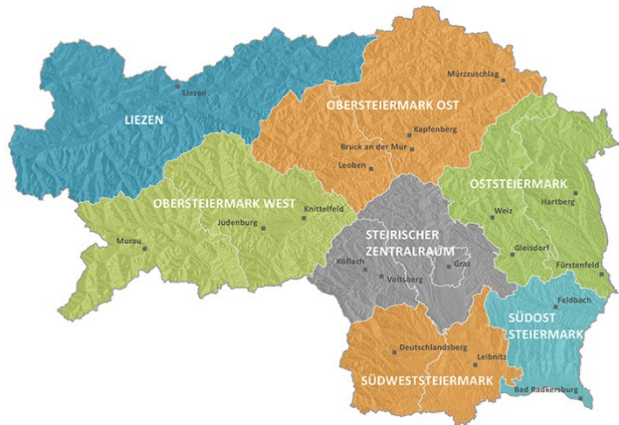 Mürzzuschlag
Liezen
OBERSTEIERMARK OST
LIEZEN
Kapfenberg
Bruck an der Mur
Leoben
OSTSTEIERMARK
Hartberg
OBERSTEIERMARK WEST
Knittelfeld
Weiz
Judenburg
STEIRISCHER
ZENTRALRAUM
Murau
Gleisdorf
Köflach
Graz
Voitsberg
Fürstenfeld
Feldbach
SÜDOST
STEIERMARK
Deutschlandsberg
Leibnitz
SÜDWESTSTEIERMARK
Bad Radkersburg